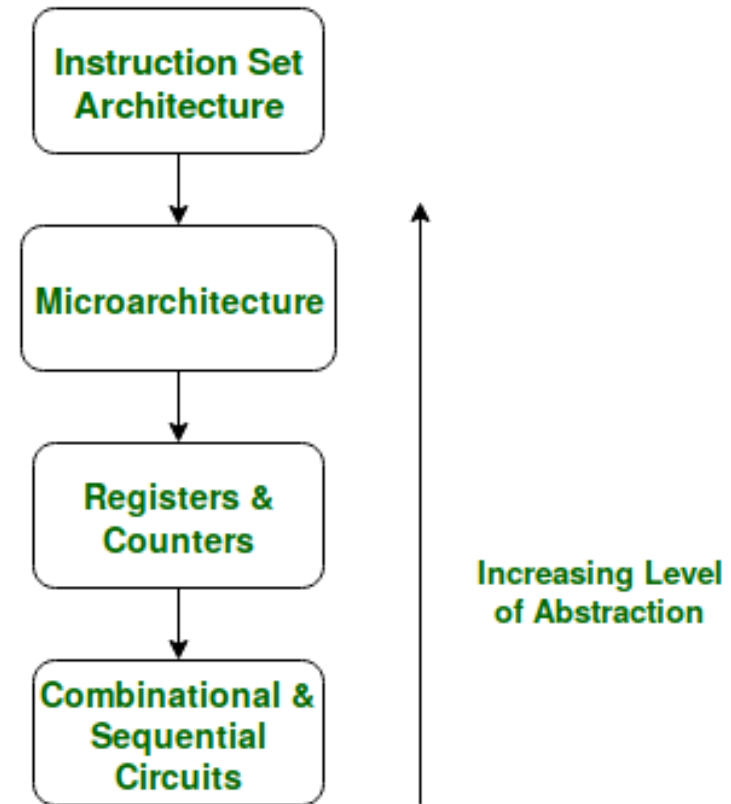 Instruction Set
Architecture
Microarchitecture
Registers &
Counters
Increasing Level
of Abstraction
Combinational &
Sequential
Circuits